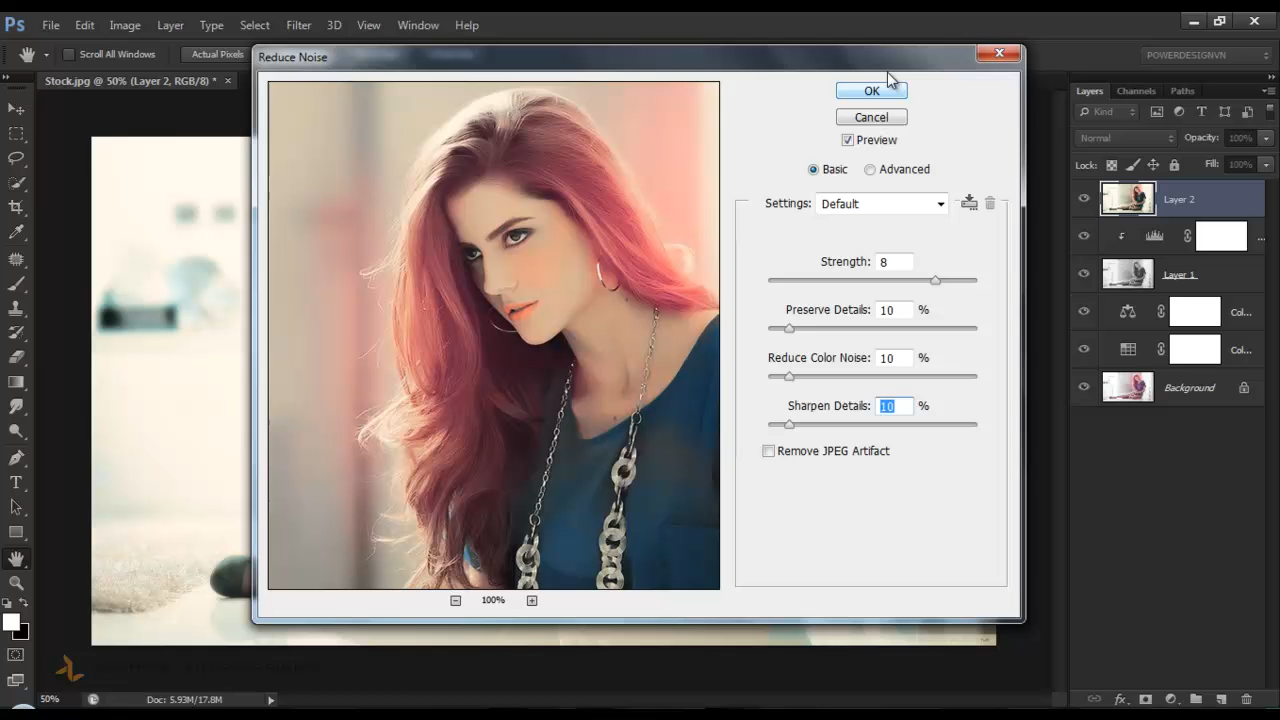 Ps File Edit Image Layer Type Select Filter 3D View Window Help
Scroll All Windows Actual Pixels POWERDESIGNVN
Stock.jpg @ 50% (Layer 2, RGB/8) * ×
Reduce Noise
OK
Cancel
Preview
Basic Advanced
Settings: Default
Strength: 8
Preserve Details: 10 %
Reduce Color Noise: 10 %
Sharpen Details: 10 %
Remove JPEG Artifact
100%
Layers Channels Paths
Kind
Normal Opacity: 100%
Lock: Fill: 100%
Layer 2
...
Layer 1
Col...
Col...
Background
50% Doc: 5.93M/17.8M